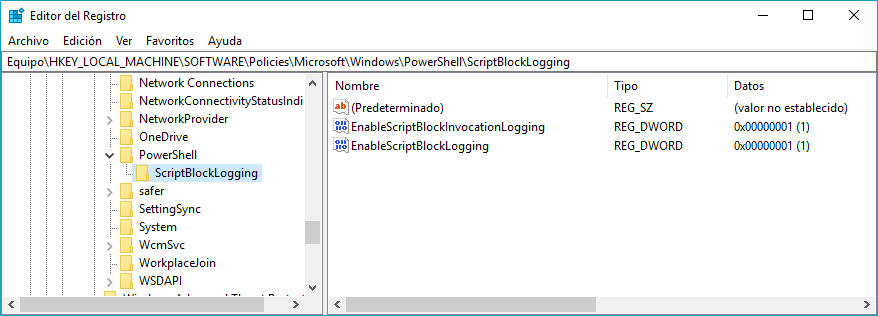 Editor del Registro
Archivo Edición Ver Favoritos Ayuda
Equipo\HKEY_LOCAL_MACHINE\SOFTWARE\Policies\Microsoft\Windows\PowerShell\ScriptBlockLogging
Network Connections
NetworkConnectivityStatusIndi
NetworkProvider
OneDrive
PowerShell
ScriptBlockLogging
safer
SettingSync
System
WcmSvc
WorkplaceJoin
WSDAPI
Nombre Tipo Datos
(Predeterminado) REG_SZ (valor no establecido)
EnableScriptBlockInvocationLogging REG_DWORD 0x00000001 (1)
EnableScriptBlockLogging REG_DWORD 0x00000001 (1)